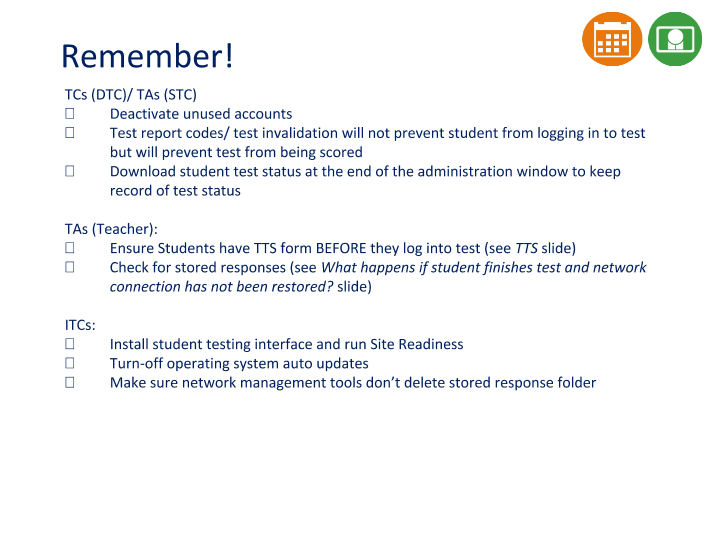 Remember!
TCs (DTC)/ TAs (STC)
Deactivate unused accounts
Test report codes/ test invalidation will not prevent student from logging in to test
but will prevent test from being scored
Download student test status at the end of the administration window to keep
record of test status
TAs (Teacher):
Ensure Students have TTS form BEFORE they log into test (see TTS slide)
Check for stored responses (see What happens if student finishes test and network
connection has not been restored? slide)
ITCs:
Install student testing interface and run Site Readiness
Turn-off operating system auto updates
Make sure network management tools don’t delete stored response folder